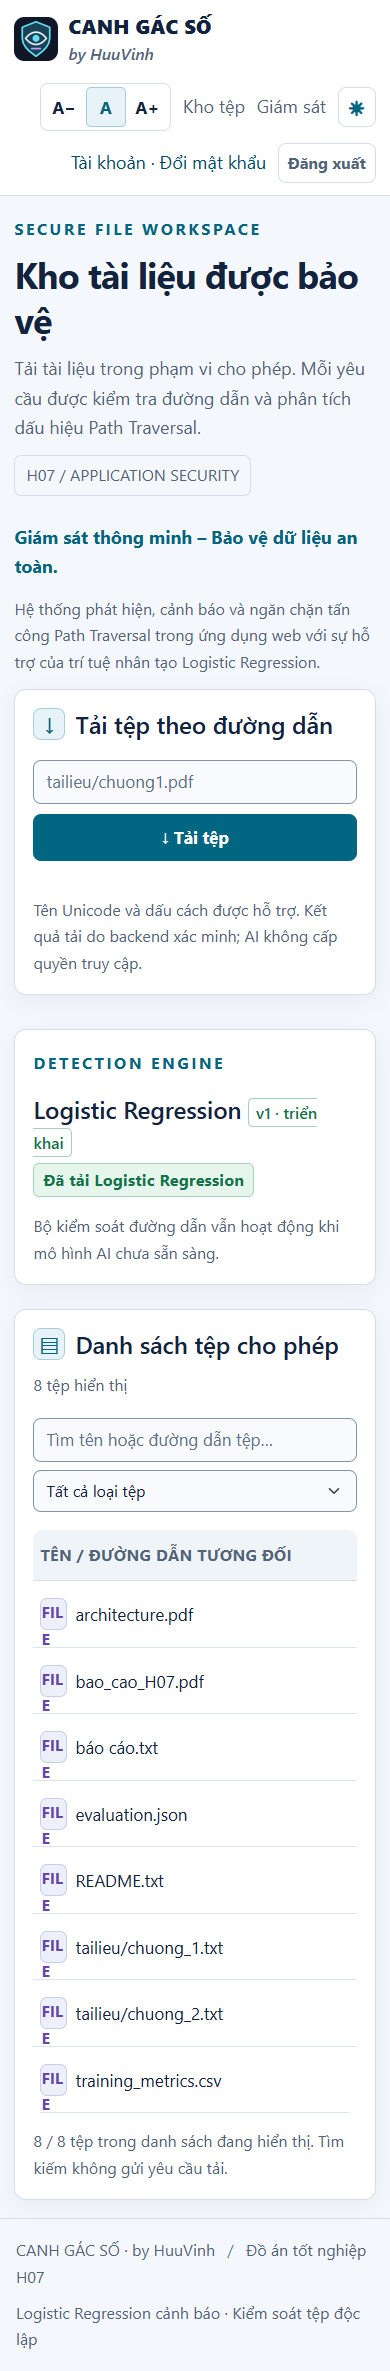 CANH GÁC SỐ
by HuuVinh
A− A A+ Kho tệp Giám sát
Tài khoản · Đổi mật khẩu Đăng xuất
SECURE FILE WORKSPACE
Kho tài liệu được bảo
vệ
Tải tài liệu trong phạm vi cho phép. Mỗi yêu
cầu được kiểm tra đường dẫn và phân tích
dấu hiệu Path Traversal.
H07 / APPLICATION SECURITY
Giám sát thông minh – Bảo vệ dữ liệu an
toàn.
Hệ thống phát hiện, cảnh báo và ngăn chặn tấn
công Path Traversal trong ứng dụng web với sự hỗ
trợ của trí tuệ nhân tạo Logistic Regression.
↓ Tải tệp theo đường dẫn
tailieu/chuong1.pdf
↓ Tải tệp
Tên Unicode và dấu cách được hỗ trợ. Kết
quả tải do backend xác minh; AI không cấp
quyền truy cập.
DETECTION ENGINE
Logistic Regression v1 · triển
khai
Đã tải Logistic Regression
Bộ kiểm soát đường dẫn vẫn hoạt động khi
mô hình AI chưa sẵn sàng.
▤ Danh sách tệp cho phép
8 tệp hiển thị
Tìm tên hoặc đường dẫn tệp...
Tất cả loại tệp
TÊN / ĐƯỜNG DẪN TƯƠNG ĐỐI
FIL architecture.pdf
E
FIL bao_cao_H07.pdf
E
FIL báo cáo.txt
E
FIL evaluation.json
E
FIL README.txt
E
FIL tailieu/chuong_1.txt
E
FIL tailieu/chuong_2.txt
E
FIL training_metrics.csv
E
8 / 8 tệp trong danh sách đang hiển thị. Tìm
kiếm không gửi yêu cầu tải.
CANH GÁC SỐ · by HuuVinh / Đồ án tốt nghiệp
H07
Logistic Regression cảnh báo · Kiểm soát tệp độc
lập